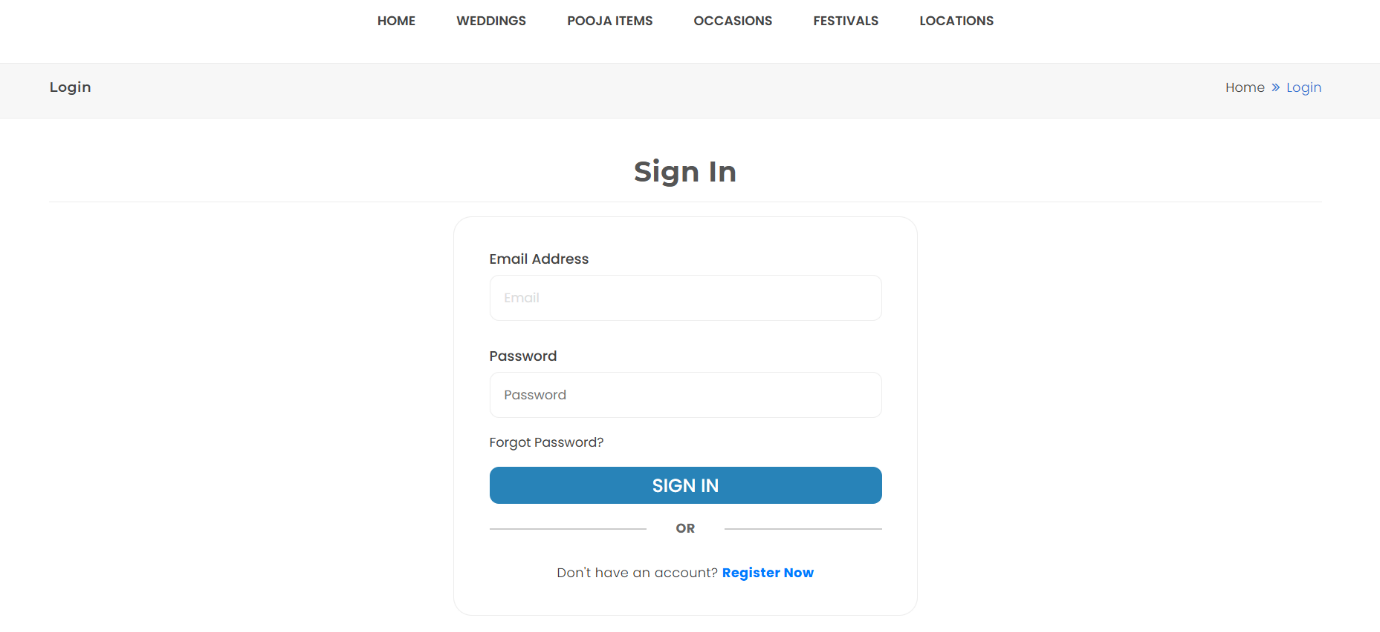 HOME WEDDINGS POOJA ITEMS OCCASIONS FESTIVALS LOCATIONS
Login Home » Login
Sign In
Email Address
Email
Password
Password
Forgot Password?
SIGN IN
OR
Don't have an account? Register Now